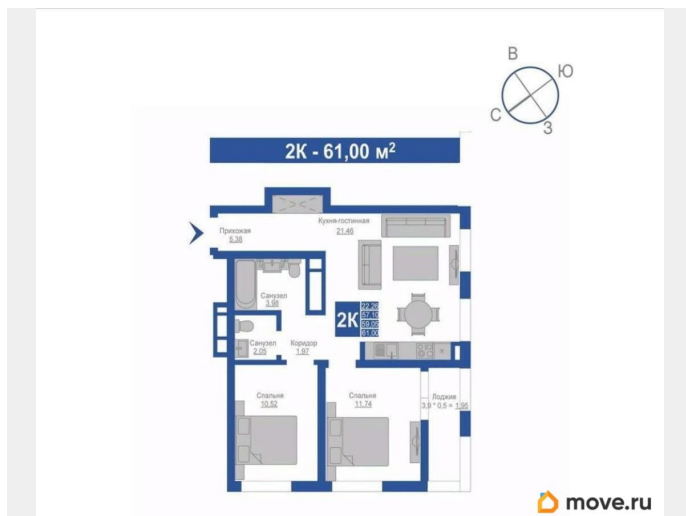 В
Ю
С
З
2К - 61,00 м²
Прихожая
5.38
Кухня-гостинная
21.46
Санузел
3.98
2К
22.26
57.10
59.05
61.00
Санузел
2.05
Коридор
1.97
Спальня
10.52
Спальня
11.74
Лоджия
3,9 * 0,5 = 1.95
move.ru